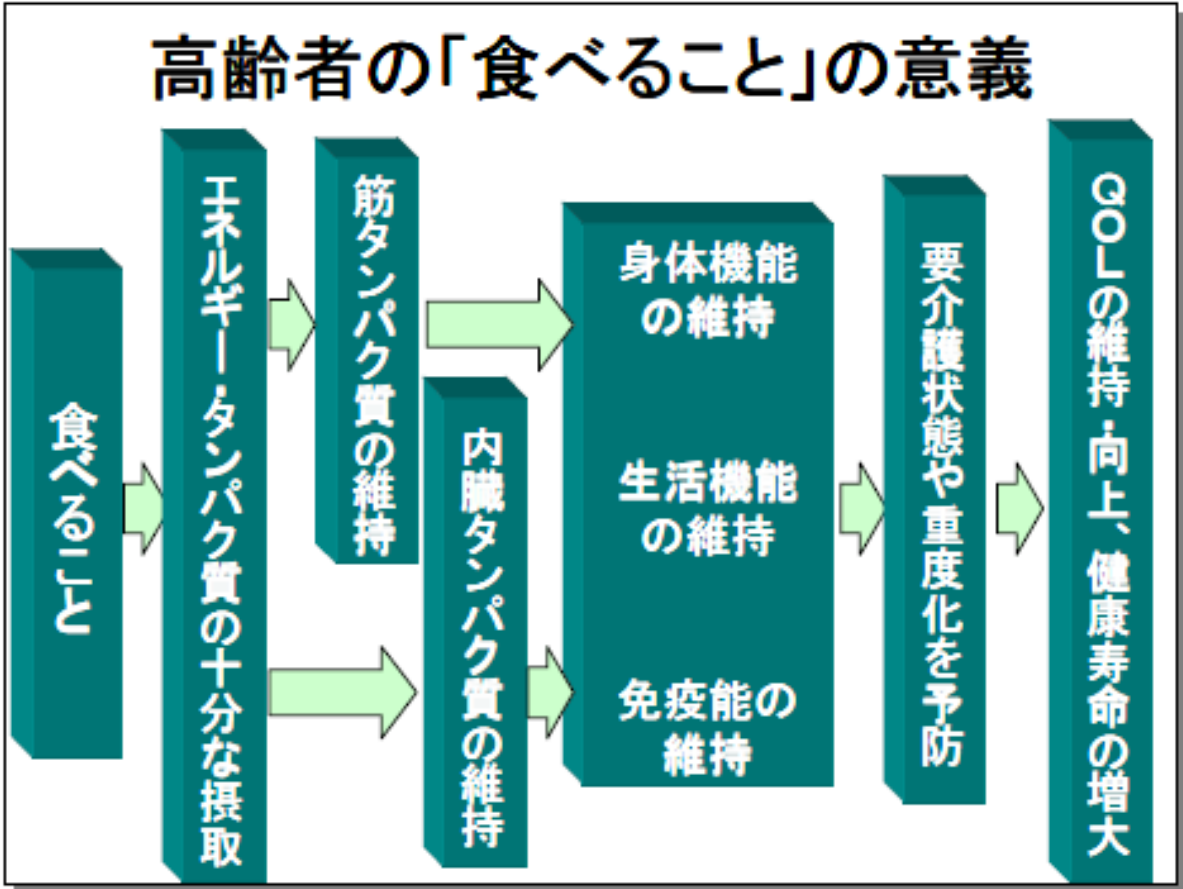 高齢者の「食べること」の意義
食べること
エネルギー・タンパク質の十分な摂取
筋タンパク質の維持
内臓タンパク質の維持
身体機能
の維持
生活機能
の維持
免疫能の
維持
要介護状態や重度化を予防
QOLの維持・向上、健康寿命の増大